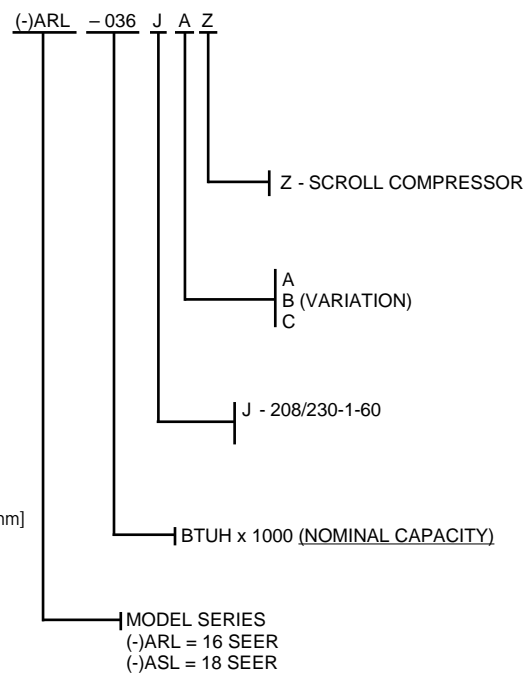 (-)ARL – 036 J A Z
Z - SCROLL COMPRESSOR
A
B (VARIATION)
C
J - 208/230-1-60
BTUH x 1000 (NOMINAL CAPACITY)
MODEL SERIES
(-)ARL = 16 SEER
(-)ASL = 18 SEER